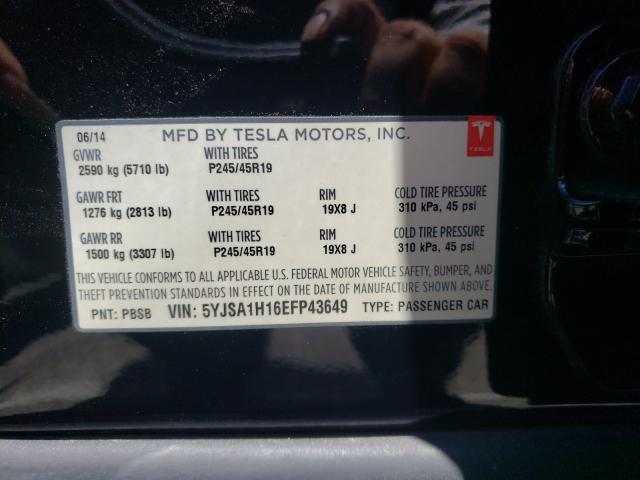 06/14 MFD BY TESLA MOTORS, INC.
GVWR WITH TIRES
2590 kg (5710 lb) P245/45R19
TESLA
GAWR FRT WITH TIRES RIM COLD TIRE PRESSURE
1276 kg (2813 lb) P245/45R19 19X8 J 310 kPa, 45 psi
GAWR RR WITH TIRES RIM COLD TIRE PRESSURE
1500 kg (3307 lb) P245/45R19 19X8 J 310 kPa, 45 psi
THIS VEHICLE CONFORMS TO ALL APPLICABLE U.S. FEDERAL MOTOR VEHICLE SAFETY, BUMPER, AND
THEFT PREVENTION STANDARDS IN EFFECT ON THE DATE OF MANUFACTURE SHOWN ABOVE.
PNT: PBSB VIN: 5YJSA1H16EFP43649 TYPE: PASSENGER CAR